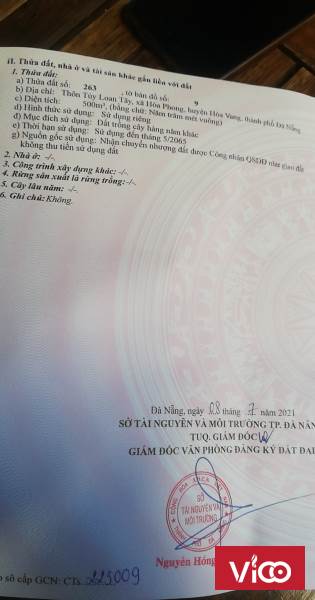 II. Thửa đất, nhà ở và tài sản khác gắn liền với đất
1. Thửa đất:
a) Thửa đất số: 263 , tờ bản đồ số: 9
b) Địa chỉ: Thôn Túy Loan Tây, xã Hòa Phong, huyện Hòa Vang, thành phố Đà Nẵng
c) Diện tích: 500m², (bằng chữ: Năm trăm mét vuông)
d) Hình thức sử dụng: Sử dụng riêng
đ) Mục đích sử dụng: Đất trồng cây hàng năm khác
e) Thời hạn sử dụng: Sử dụng đến tháng 5/2065
g) Nguồn gốc sử dụng: Nhận chuyển nhượng đất được Công nhận QSDĐ như giao đất
không thu tiền sử dụng đất
2. Nhà ở: -/-
3. Công trình xây dựng khác: -/-
4. Rừng sản xuất là rừng trồng: -/-
5. Cây lâu năm: -/-
6. Ghi chú: Không.
Đà Nẵng, ngày 08 tháng 7 năm 2021
SỞ TÀI NGUYÊN VÀ MÔI TRƯỜNG TP. ĐÀ NẴN
TUQ. GIÁM ĐỐC
GIÁM ĐỐC VĂN PHÒNG ĐĂNG KÝ ĐẤT ĐAI
SỞ
TÀI NGUYÊN VÀ
MÔI TRƯỜNG
Nguyễn Hồng
số cấp GCN: CTs 225009
ViCO